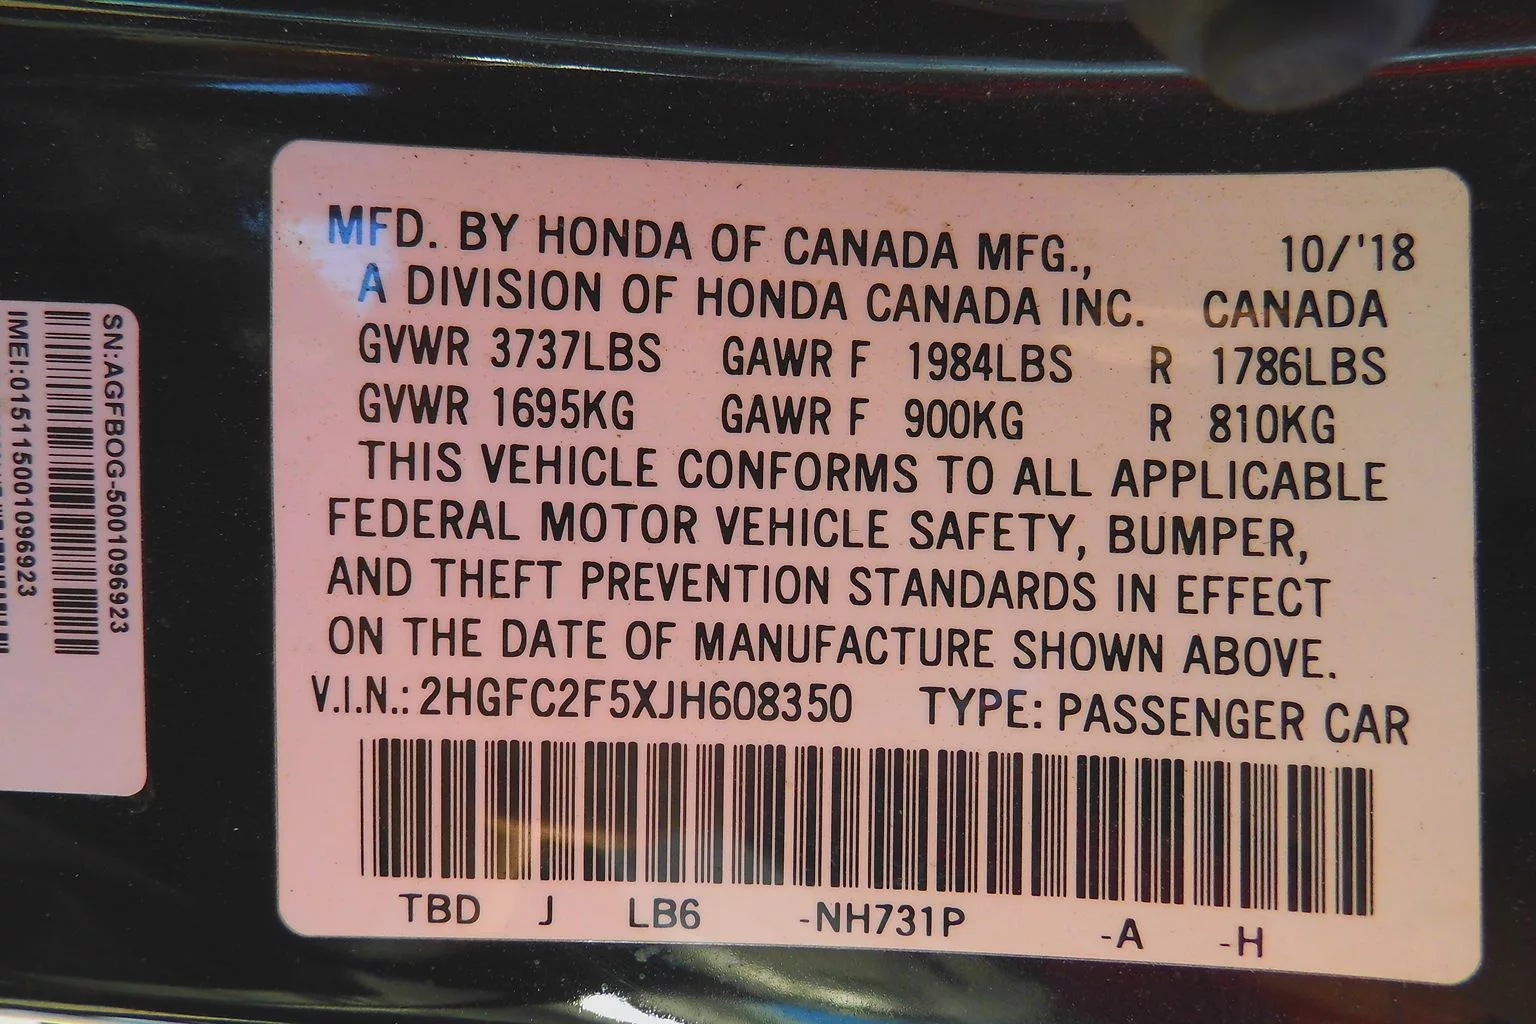 MFD. BY HONDA OF CANADA MFG., 10/'18
A DIVISION OF HONDA CANADA INC. CANADA
GVWR 3737LBS GAWR F 1984LBS R 1786LBS
GVWR 1695KG GAWR F 900KG R 810KG
THIS VEHICLE CONFORMS TO ALL APPLICABLE
FEDERAL MOTOR VEHICLE SAFETY, BUMPER,
AND THEFT PREVENTION STANDARDS IN EFFECT
ON THE DATE OF MANUFACTURE SHOWN ABOVE.
V.I.N.: 2HGFC2F5XJH608350 TYPE: PASSENGER CAR
TBD J LB6 -NH731P -A -H
SN:AGFBOG-5001096923
IMEI:015115001096923